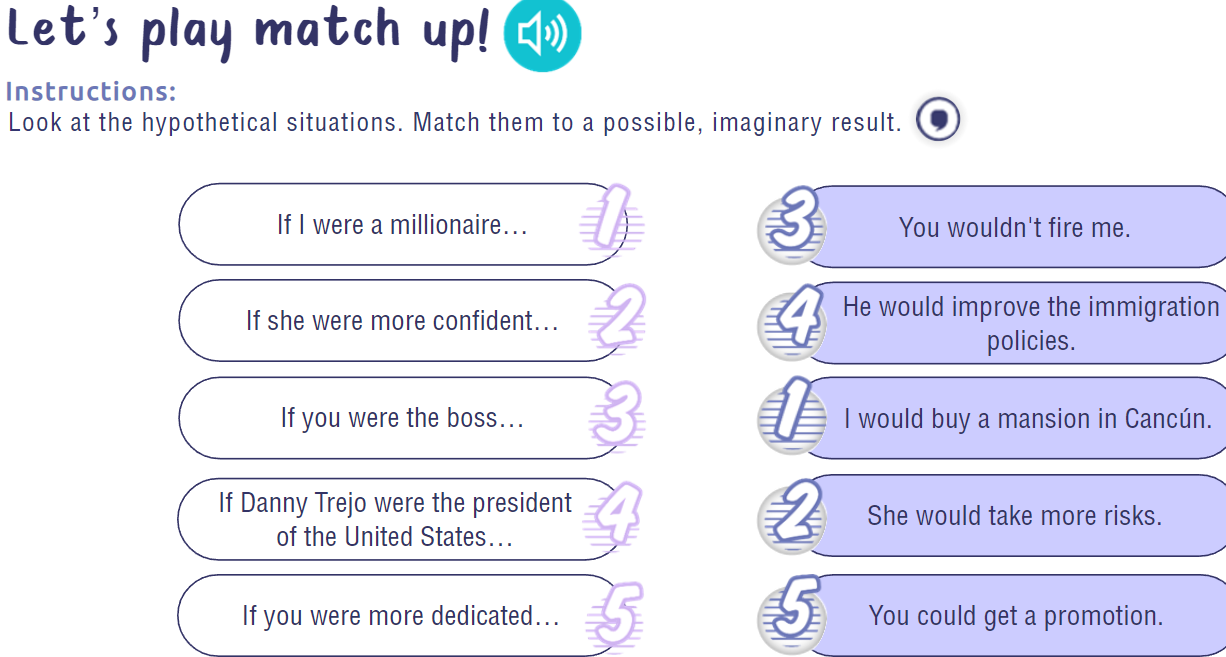 Let's play match up!
Instructions:
Look at the hypothetical situations. Match them to a possible, imaginary result.
If I were a millionaire...
1
3
You wouldn't fire me.
If she were more confident...
2
4
He would improve the immigration
policies.
If you were the boss...
3
1
I would buy a mansion in Cancún.
If Danny Trejo were the president
of the United States...
4
2
She would take more risks.
If you were more dedicated...
5
5
You could get a promotion.